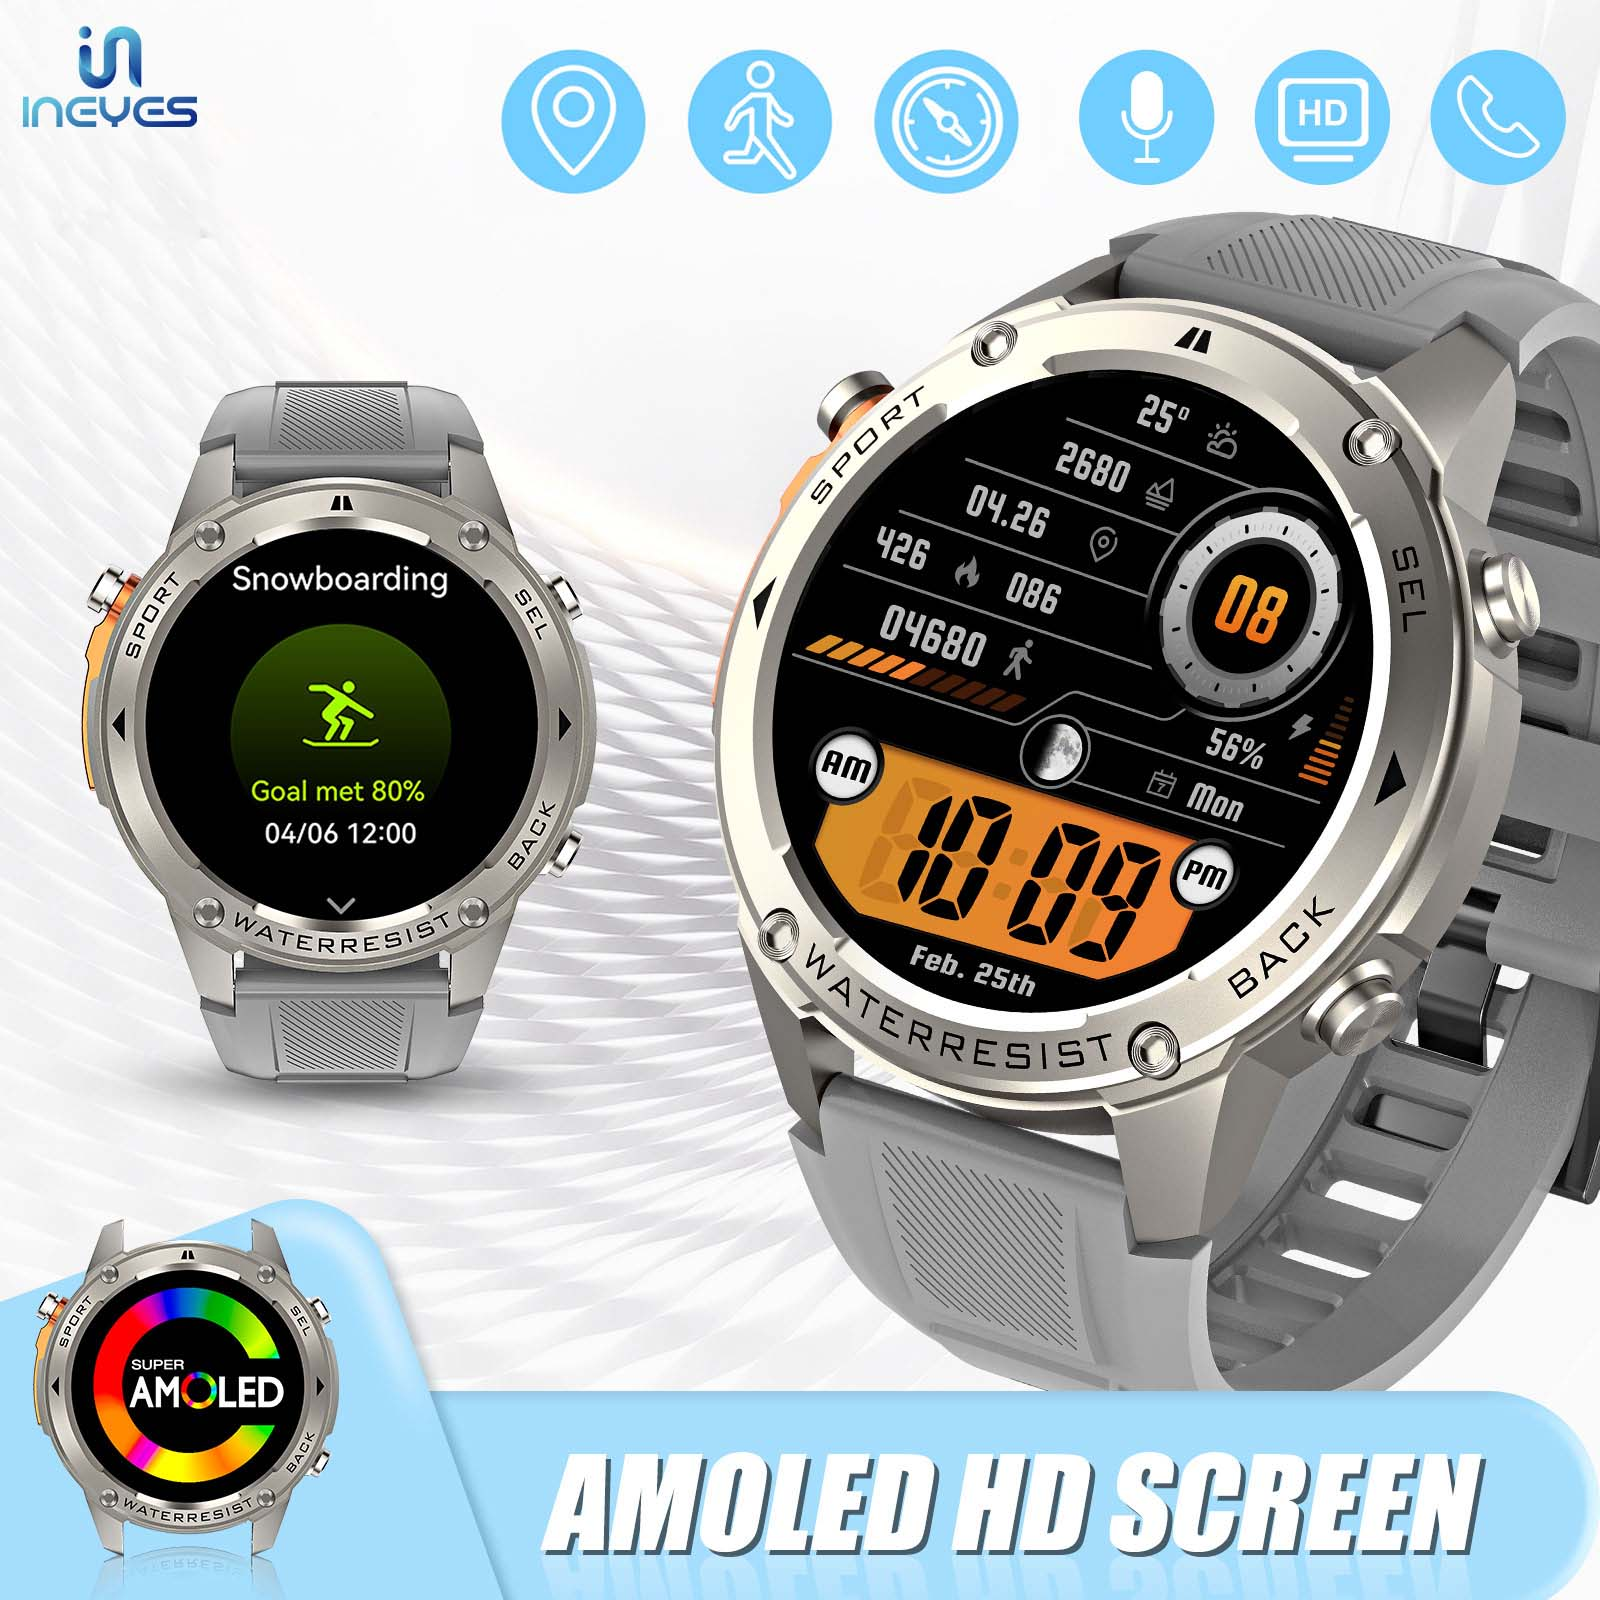 INEYES
HD
SPORT
SEL
BACK
WATERRESIST
25°
2680
04.26
426
086
04680
08
56%
Mon
7
AM
10:09
PM
Feb. 25th
SPORT
SEL
BACK
WATERRESIST
Snowboarding
Goal met 80%
04/06 12:00
SPORT
SEL
BACK
WATERRESIST
SUPER
AMOLED
AMOLED HD SCREEN